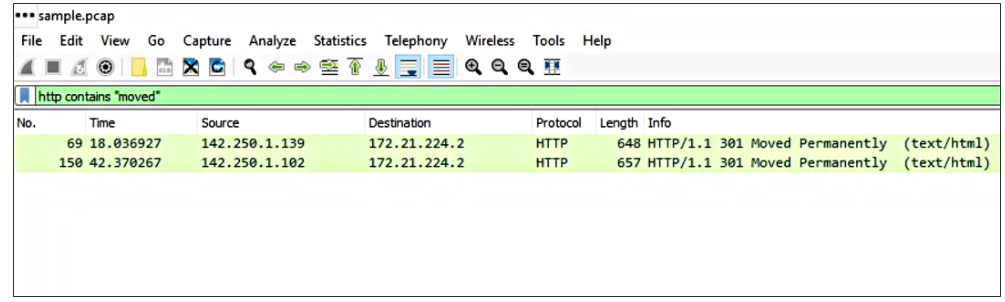 ••• sample.pcap
File Edit View Go Capture Analyze Statistics Telephony Wireless Tools Help
http contains "moved"
No. Time Source Destination Protocol Length Info
69 18.036927 142.250.1.139 172.21.224.2 HTTP 648 HTTP/1.1 301 Moved Permanently (text/html)
150 42.370267 142.250.1.102 172.21.224.2 HTTP 657 HTTP/1.1 301 Moved Permanently (text/html)